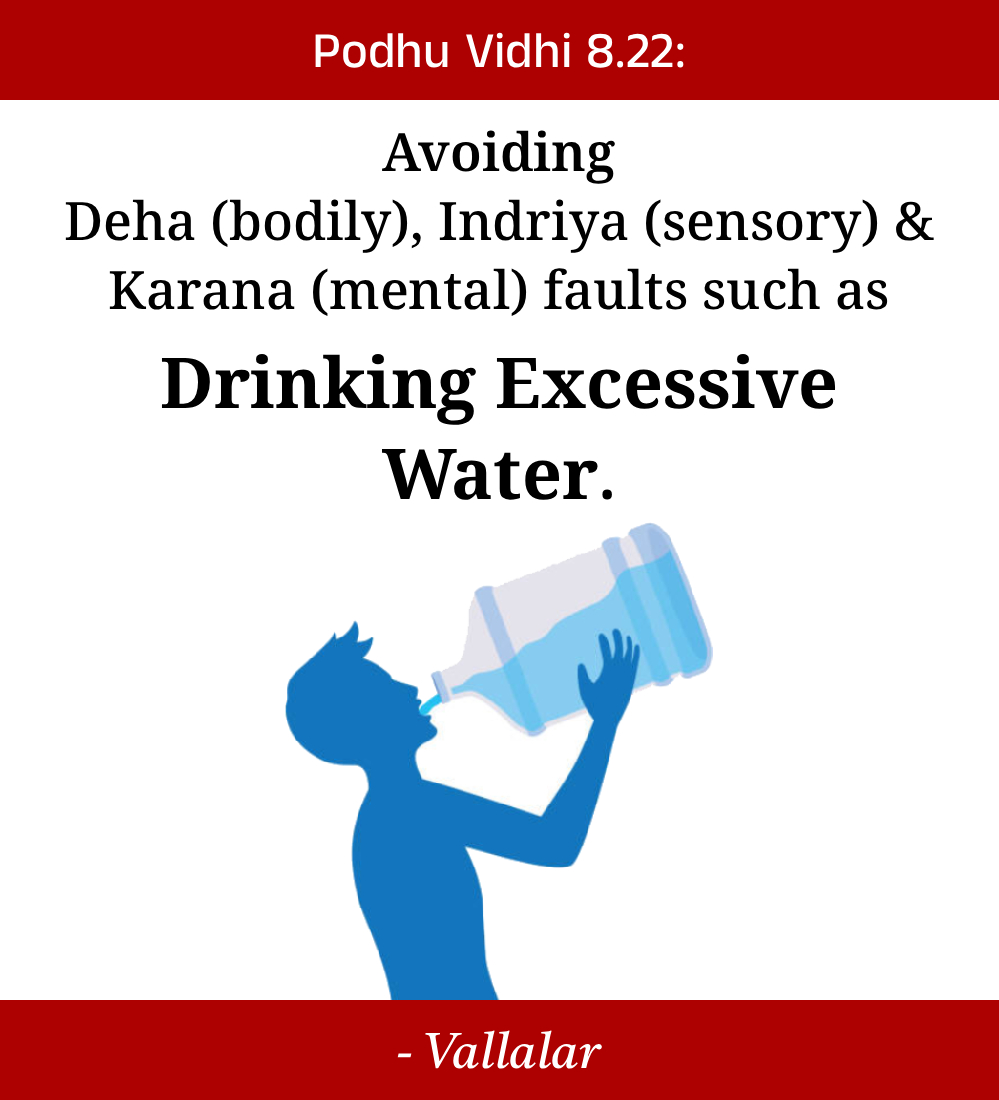 Podhu Vidhi 8.22:
Avoiding
Deha (bodily), Indriya (sensory) &
Karana (mental) faults such as
Drinking Excessive
Water.
- Vallalar